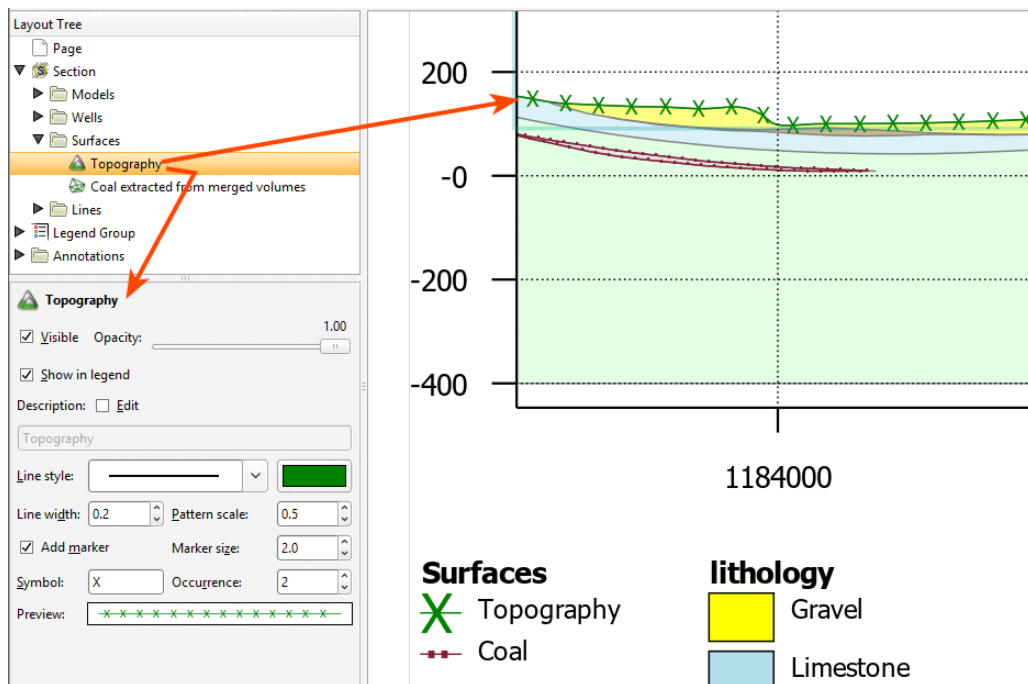 Layout Tree
Page
Section
Models
Wells
Surfaces
Topography
Coal extracted from merged volumes
Lines
Legend Group
Annotations
Topography
Visible Opacity: 1.00
Show in legend
Description: Edit
Topography
Line style:
Line width: 0.2 Pattern scale: 0.5
Add marker Marker size: 2.0
Symbol: X Occurrence: 2
Preview:
200
-0
-200
-400
1184000
Surfaces
Topography
Coal
lithology
Gravel
Limestone